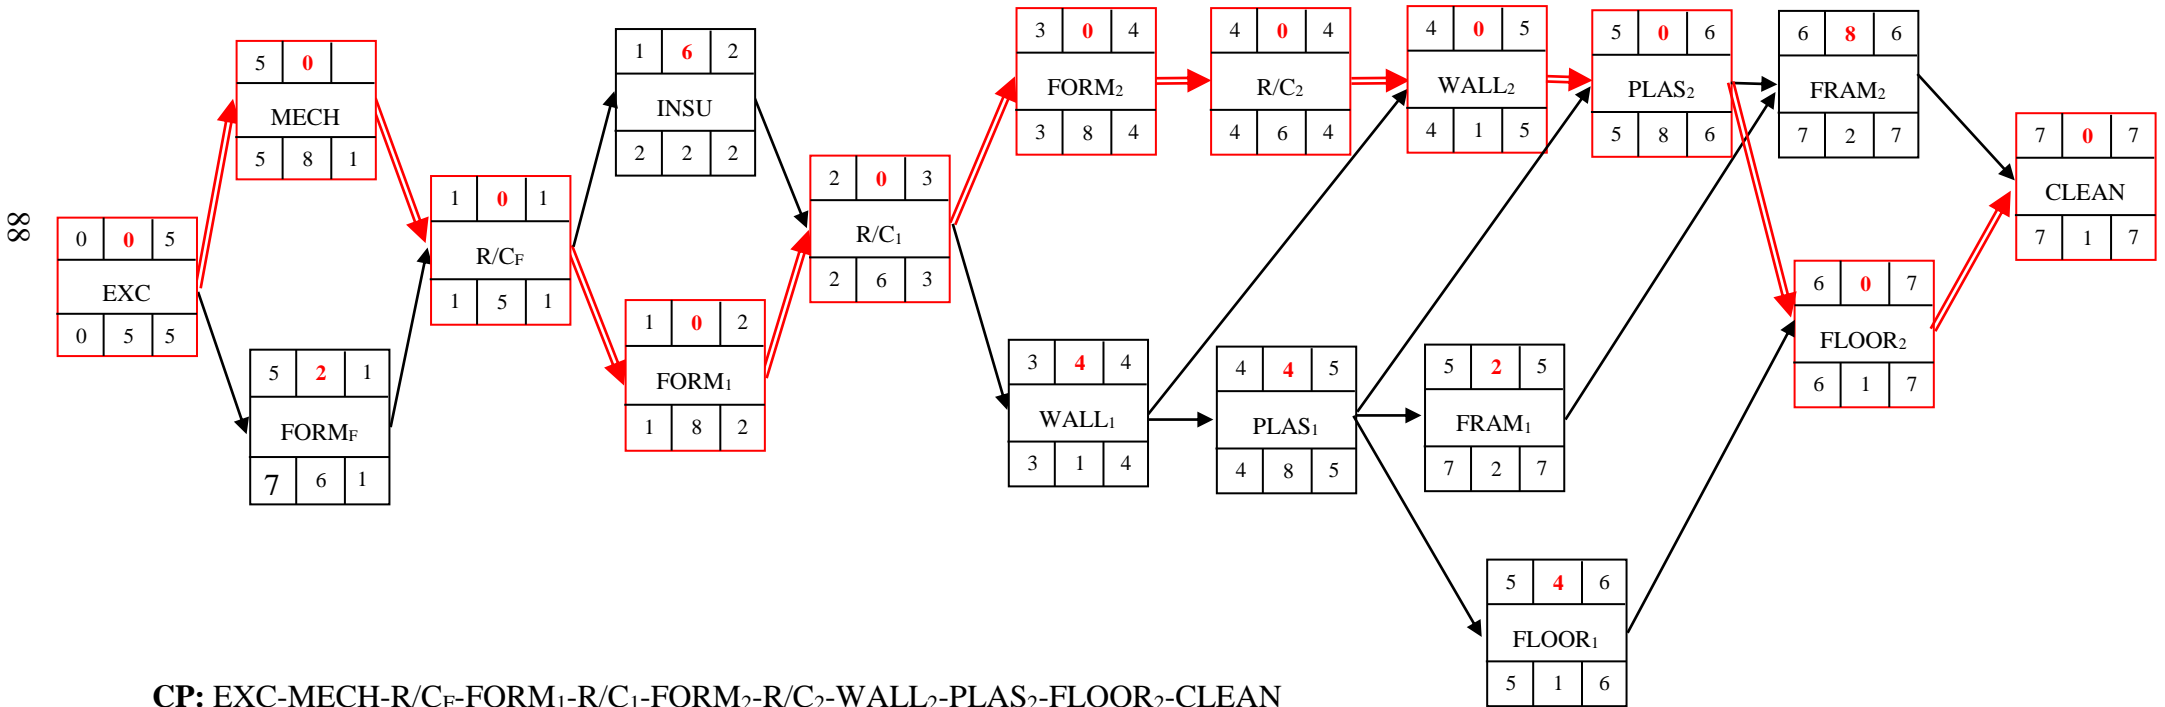 88
0 0 5
EXC
0 5 5
5 0
MECH
5 8 1
5 2 1
FORMF
7 6 1
1 0 1
R/CF
1 5 1
1 6 2
INSU
2 2 2
1 0 2
FORM1
1 8 2
2 0 3
R/C1
2 6 3
3 0 4
FORM2
3 8 4
3 4 4
WALL1
3 1 4
4 0 4
R/C2
4 6 4
4 4 5
PLAS1
4 8 5
4 0 5
WALL2
4 1 5
5 2 5
FRAM1
7 2 7
5 4 6
FLOOR1
5 1 6
5 0 6
PLAS2
5 8 6
6 8 6
FRAM2
7 2 7
6 0 7
FLOOR2
6 1 7
7 0 7
CLEAN
7 1 7
CP: EXC-MECH-R/CF-FORM1-R/C1-FORM2-R/C2-WALL2-PLAS2-FLOOR2-CLEAN